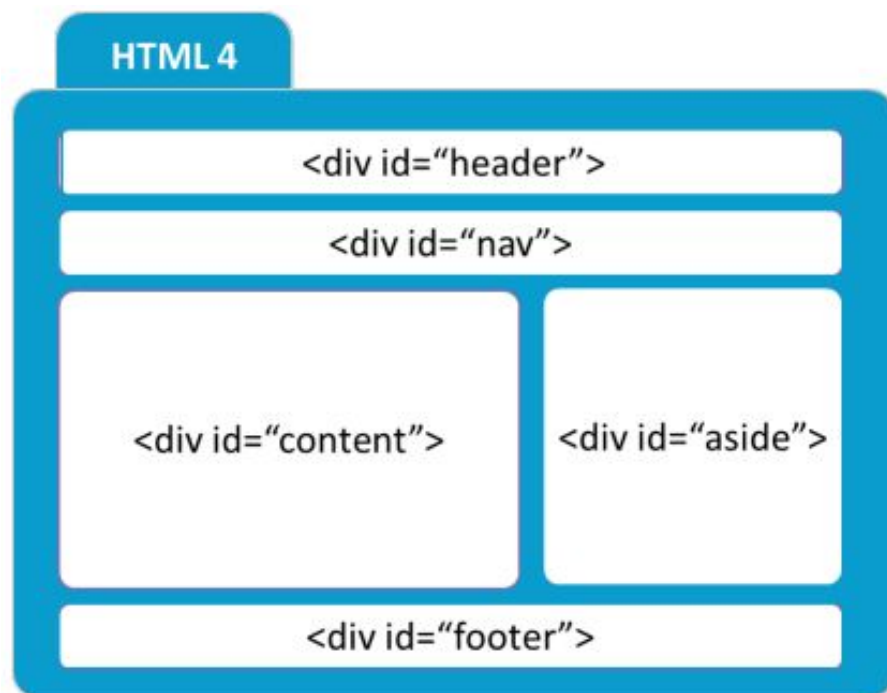 HTML 4
<div id=“header”>
<div id=“nav”>
<div id=“content”>
<div id=“aside”>
<div id=“footer”>